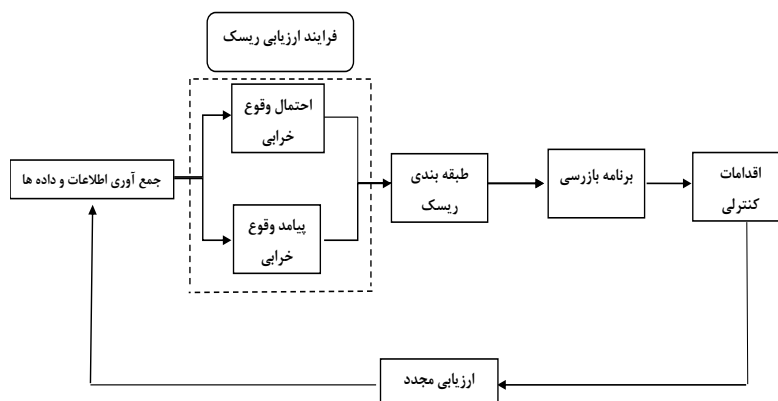 فرایند ارزیابی ریسک
احتمال وقوع
خرابی
جمع آوری اطلاعات و داده ها
پیامد وقوع
خرابی
طبقه بندی
ریسک
برنامه بازرسی
اقدامات
کنترلی
ارزیابی مجدد